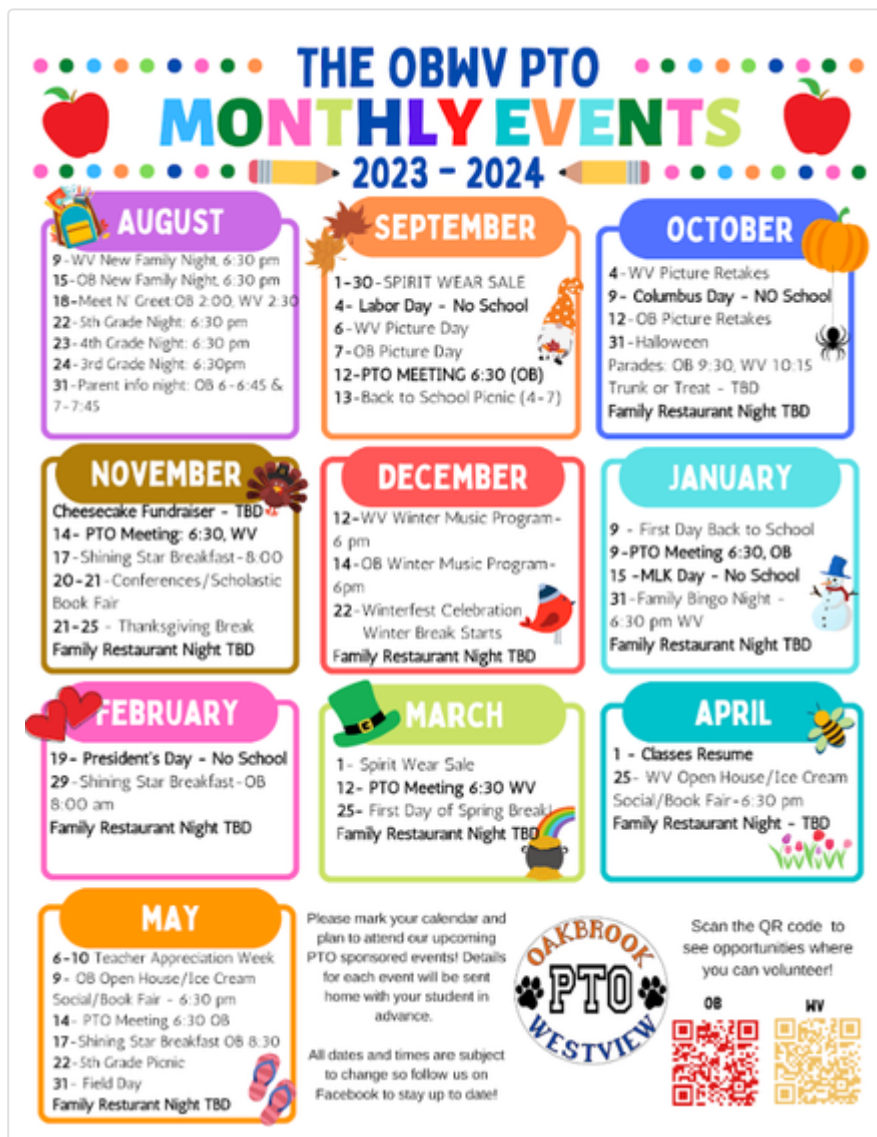 THE OBWV PTO
MONTHLY EVENTS
2023 - 2024
AUGUST
9-WV New Family Night, 6:30 pm
15-OB New Family Night, 6:30 pm
18-Meet N' Greet OB 2:00, WV 2:30
22-5th Grade Night: 6:30 pm
23-4th Grade Night: 6:30 pm
24-3rd Grade Night: 6:30pm
31-Parent info night: OB 6-6:45 &
7-7:45
SEPTEMBER
1-30-SPIRIT WEAR SALE
4- Labor Day - No School
6-WV Picture Day
7-OB Picture Day
12-PTO MEETING 6:30 (OB)
13-Back to School Picnic (4-7)
OCTOBER
4-WV Picture Retakes
9- Columbus Day - NO School
12-OB Picture Retakes
31-Halloween
Parades: OB 9:30, WV 10:15
Trunk or Treat - TBD
Family Restaurant Night TBD
NOVEMBER
Cheesecake Fundraiser - TBD
14- PTO Meeting: 6:30, WV
17-Shining Star Breakfast-8:00
20-21-Conferences/Scholastic
Book Fair
21-25 - Thanksgiving Break
Family Restaurant Night TBD
DECEMBER
12-WV Winter Music Program-
6 pm
14-OB Winter Music Program-
6pm
22-Winterfest Celebration
Winter Break Starts
Family Restaurant Night TBD
JANUARY
9 - First Day Back to School
9-PTO Meeting 6:30, OB
15 -MLK Day - No School
31-Family Bingo Night -
6:30 pm WV
Family Restaurant Night TBD
FEBRUARY
19- President's Day - No School
29-Shining Star Breakfast-OB
8:00 am
Family Restaurant Night TBD
MARCH
1- Spirit Wear Sale
12- PTO Meeting 6:30 WV
25- First Day of Spring Break!
Family Restaurant Night TBD
APRIL
1 - Classes Resume
25- WV Open House/Ice Cream
Social/Book Fair-6:30 pm
Family Restaurant Night - TBD
MAY
6-10 Teacher Appreciation Week
9- OB Open House/Ice Cream
Social/Book Fair - 6:30 pm
14- PTO Meeting 6:30 OB
17-Shining Star Breakfast OB 8:30
22-5th Grade Picnic
31- Field Day
Family Resturant Night TBD
Please mark your calendar and
plan to attend our upcoming
PTO sponsored events! Details
for each event will be sent
home with your student in
advance.
All dates and times are subject
to change so follow us on
Facebook to stay up to date!
OAKBROOK
PTO
WESTVIEW
Scan the QR code to
see opportunities where
you can volunteer!
OB
WV